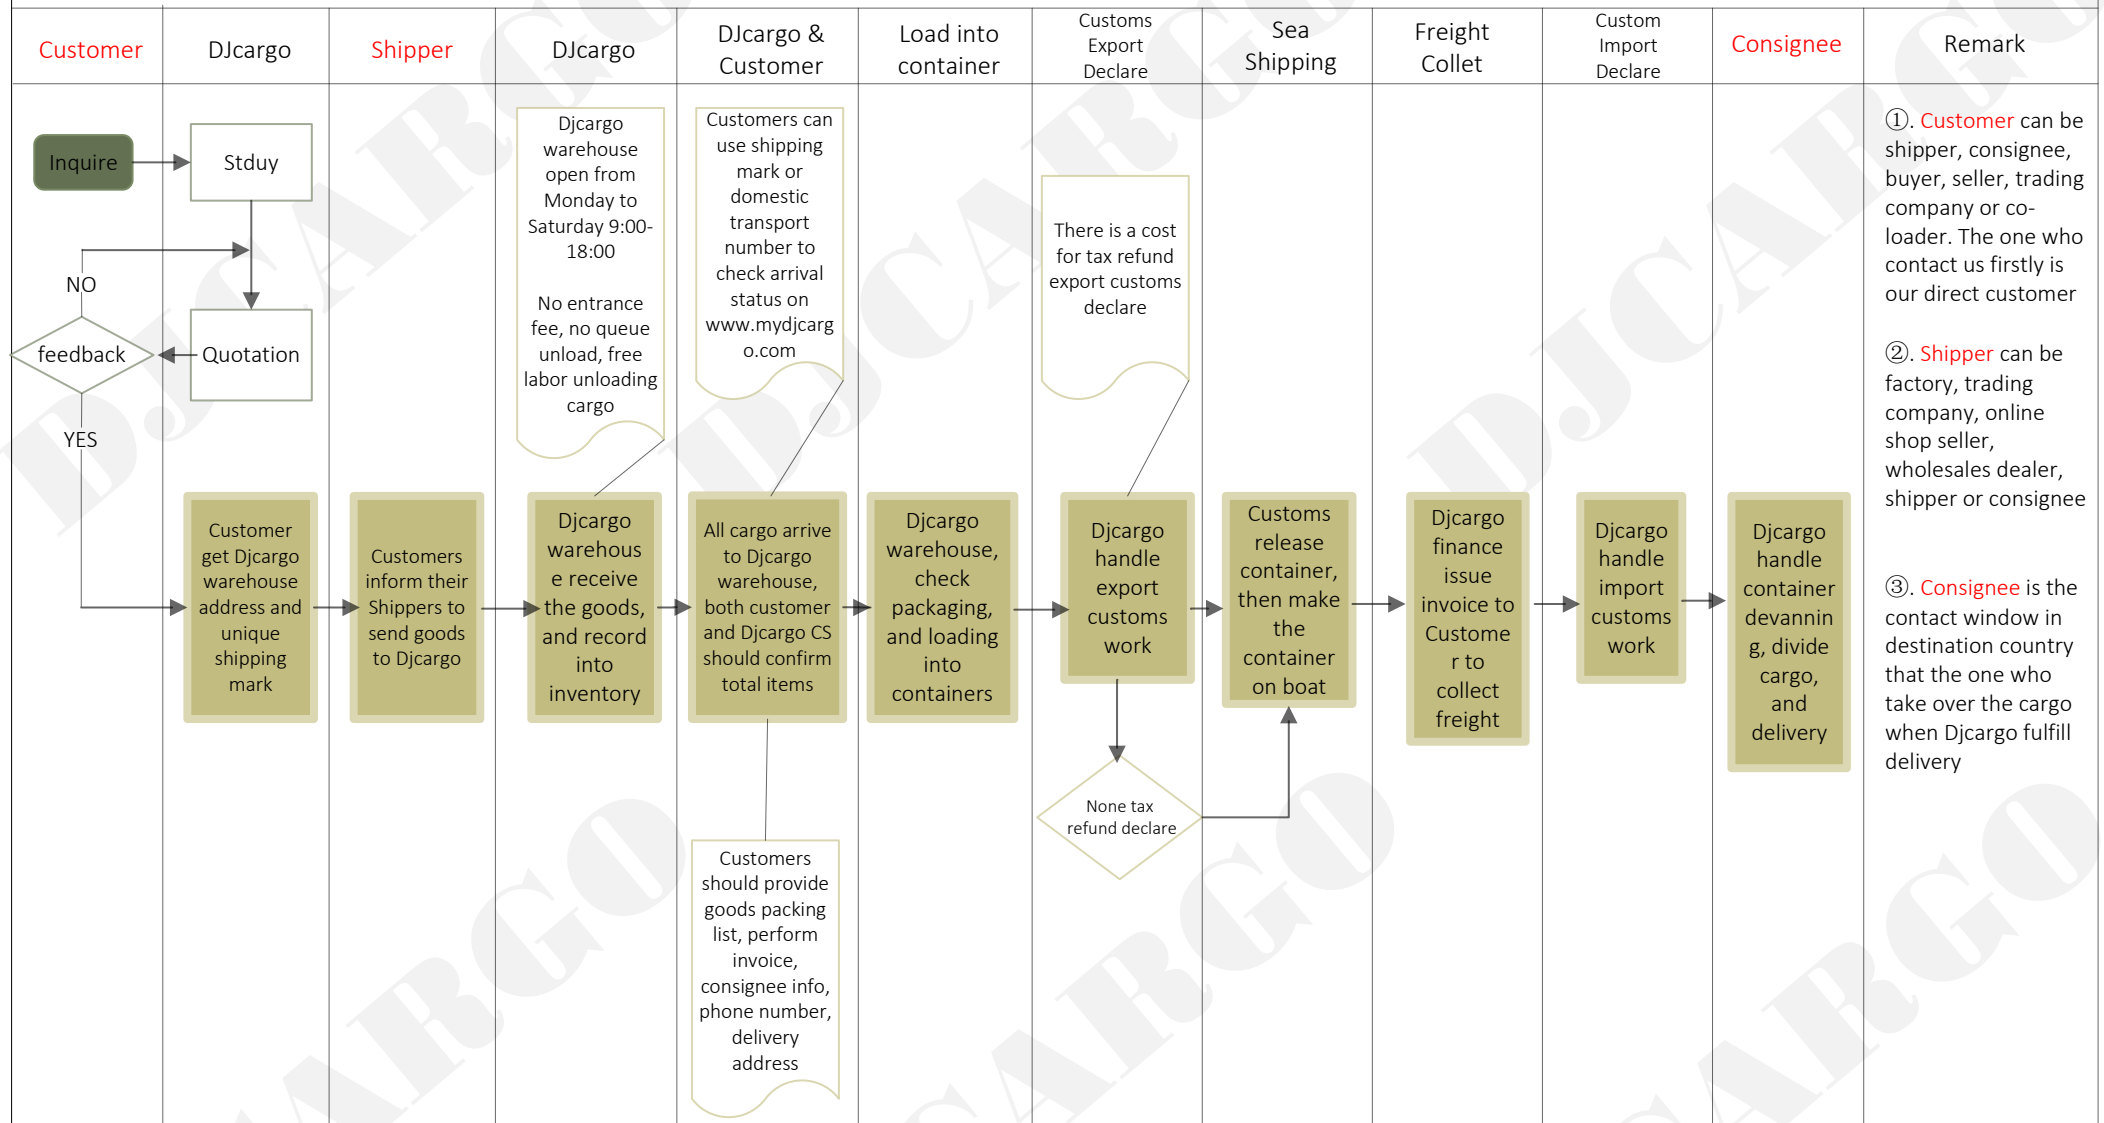 Customer
DJcargo
Shipper
DJcargo
DJcargo &
Customer
Load into
container
Customs
Export
Declare
Sea
Shipping
Freight
Collet
Custom
Import
Declare
Consignee
Remark
Inquire
Stduy
NO
feedback
Quotation
YES
Djcargo
warehouse
open from
Monday to
Saturday 9:00-
18:00
No entrance
fee, no queue
unload, free
labor unloading
cargo
Customers can
use shipping
mark or
domestic
transport
number to
check arrival
status on
www.mydjcarg
o.com
There is a cost
for tax refund
export customs
declare
Customer
get Djcargo
warehouse
address and
unique
shipping
mark
Customers
inform their
Shippers to
send goods
to Djcargo
Djcargo
warehous
e receive
the goods,
and record
into
inventory
All cargo arrive
to Djcargo
warehouse,
both customer
and Djcargo CS
should confirm
total items
Djcargo
warehouse,
check
packaging,
and loading
into
containers
Djcargo
handle
export
customs
work
Customs
release
container,
then make
the
container
on boat
Djcargo
finance
issue
invoice to
Custome
r to
collect
freight
Djcargo
handle
import
customs
work
Djcargo
handle
container
devannin
g, divide
cargo,
and
delivery
None tax
refund declare
Customers
should provide
goods packing
list, perform
invoice,
consignee info,
phone number,
delivery
address
①. Customer can be
shipper, consignee,
buyer, seller, trading
company or co-
loader. The one who
contact us firstly is
our direct customer
②. Shipper can be
factory, trading
company, online
shop seller,
wholesales dealer,
shipper or consignee
③. Consignee is the
contact window in
destination country
that the one who
take over the cargo
when Djcargo fulfill
delivery
DJCARGO
DJCARGO
DJCARGO
CARGO
CARGO
CARGO